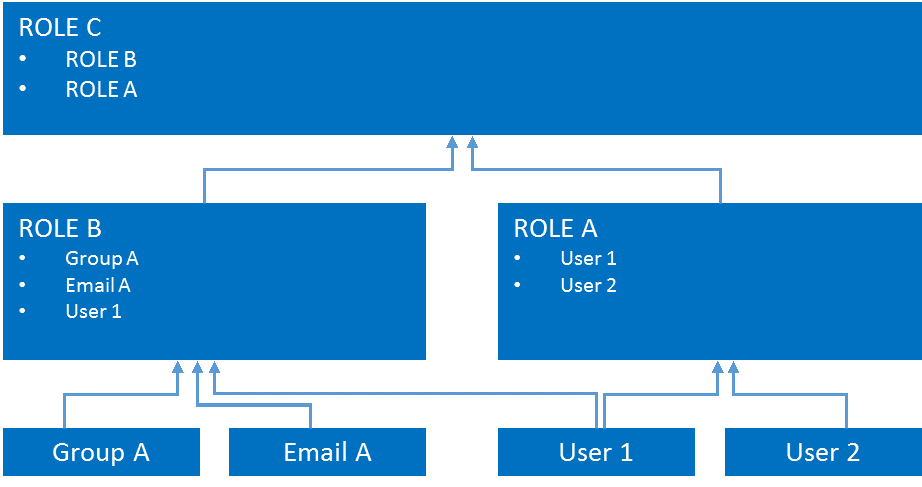 ROLE C
• ROLE B
• ROLE A
ROLE B
• Group A
• Email A
• User 1
ROLE A
• User 1
• User 2
Group A
Email A
User 1
User 2